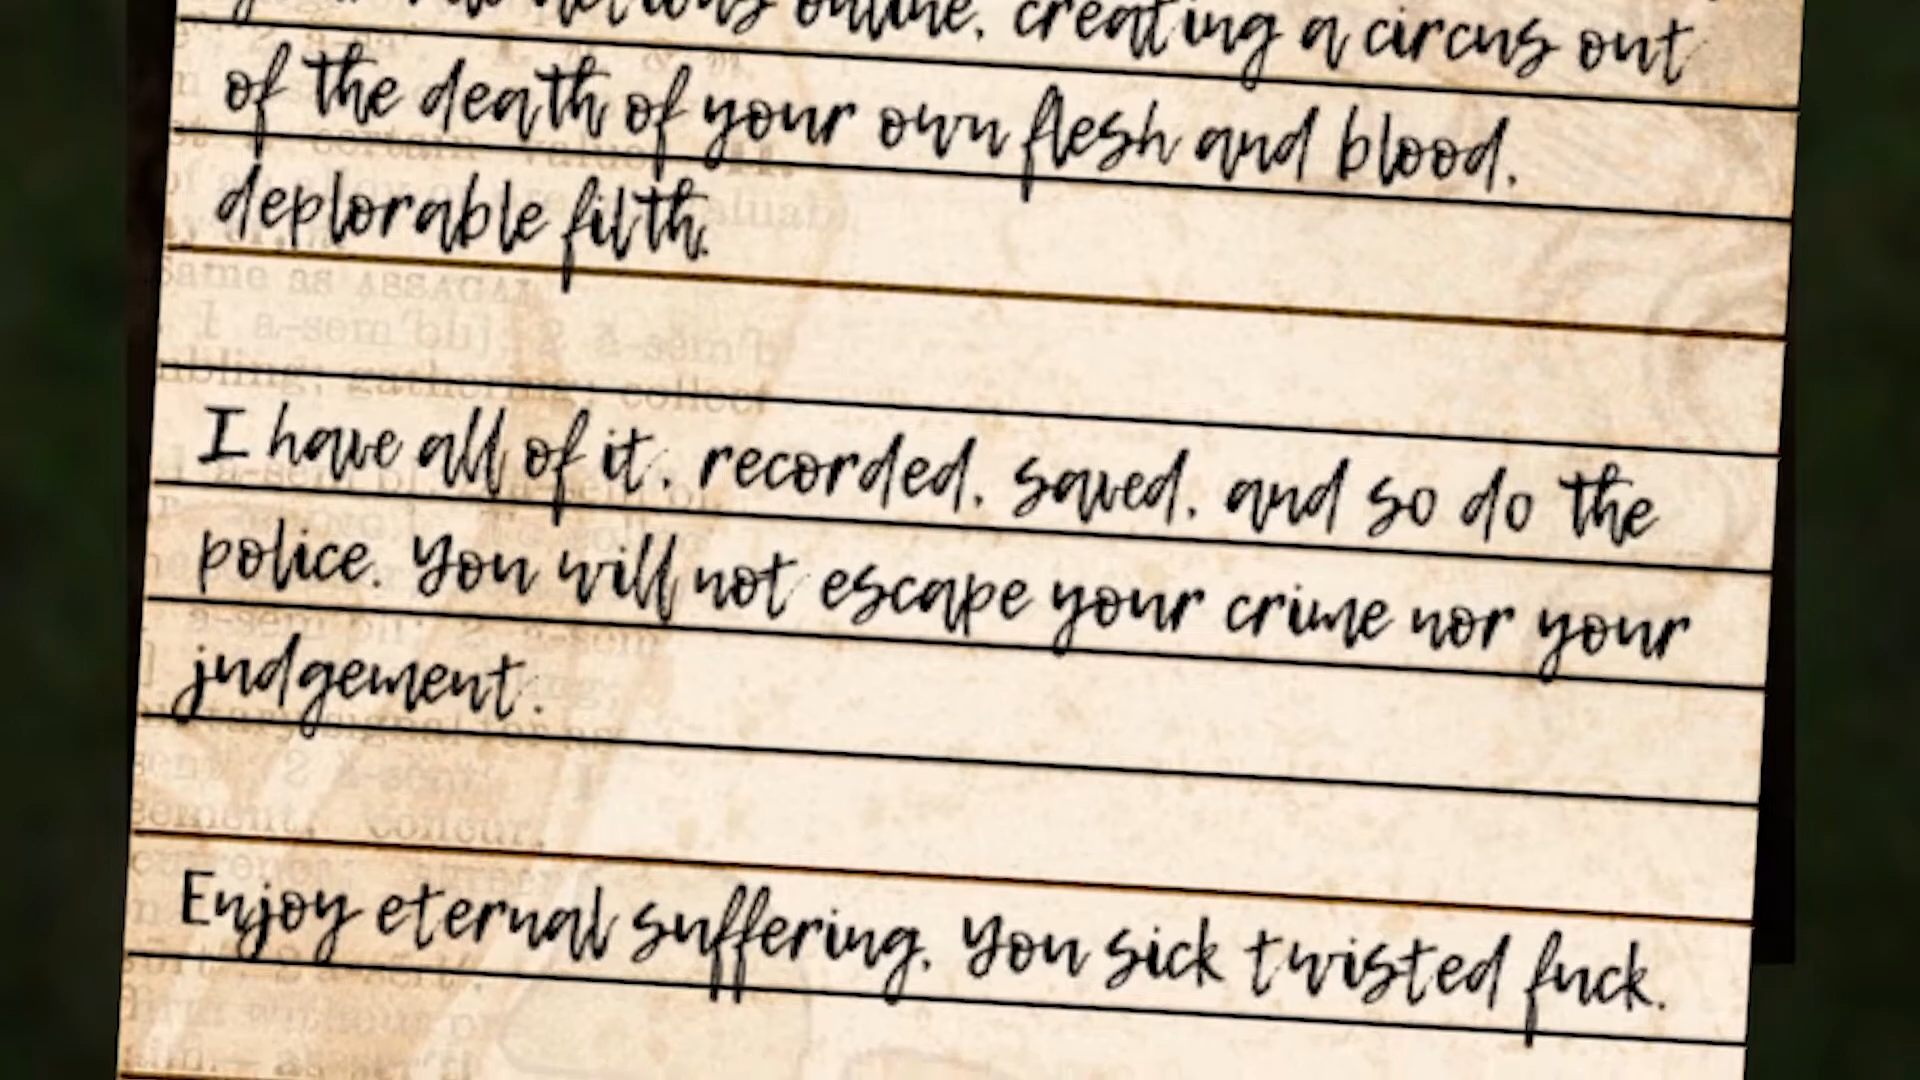 online, creating a circus out
of the death of your own flesh and blood,
deplorable filth.
I have all of it, recorded, saved, and so do the
police. You will not escape your crime nor your
judgement.
Enjoy eternal suffering, You sick twisted fuck.